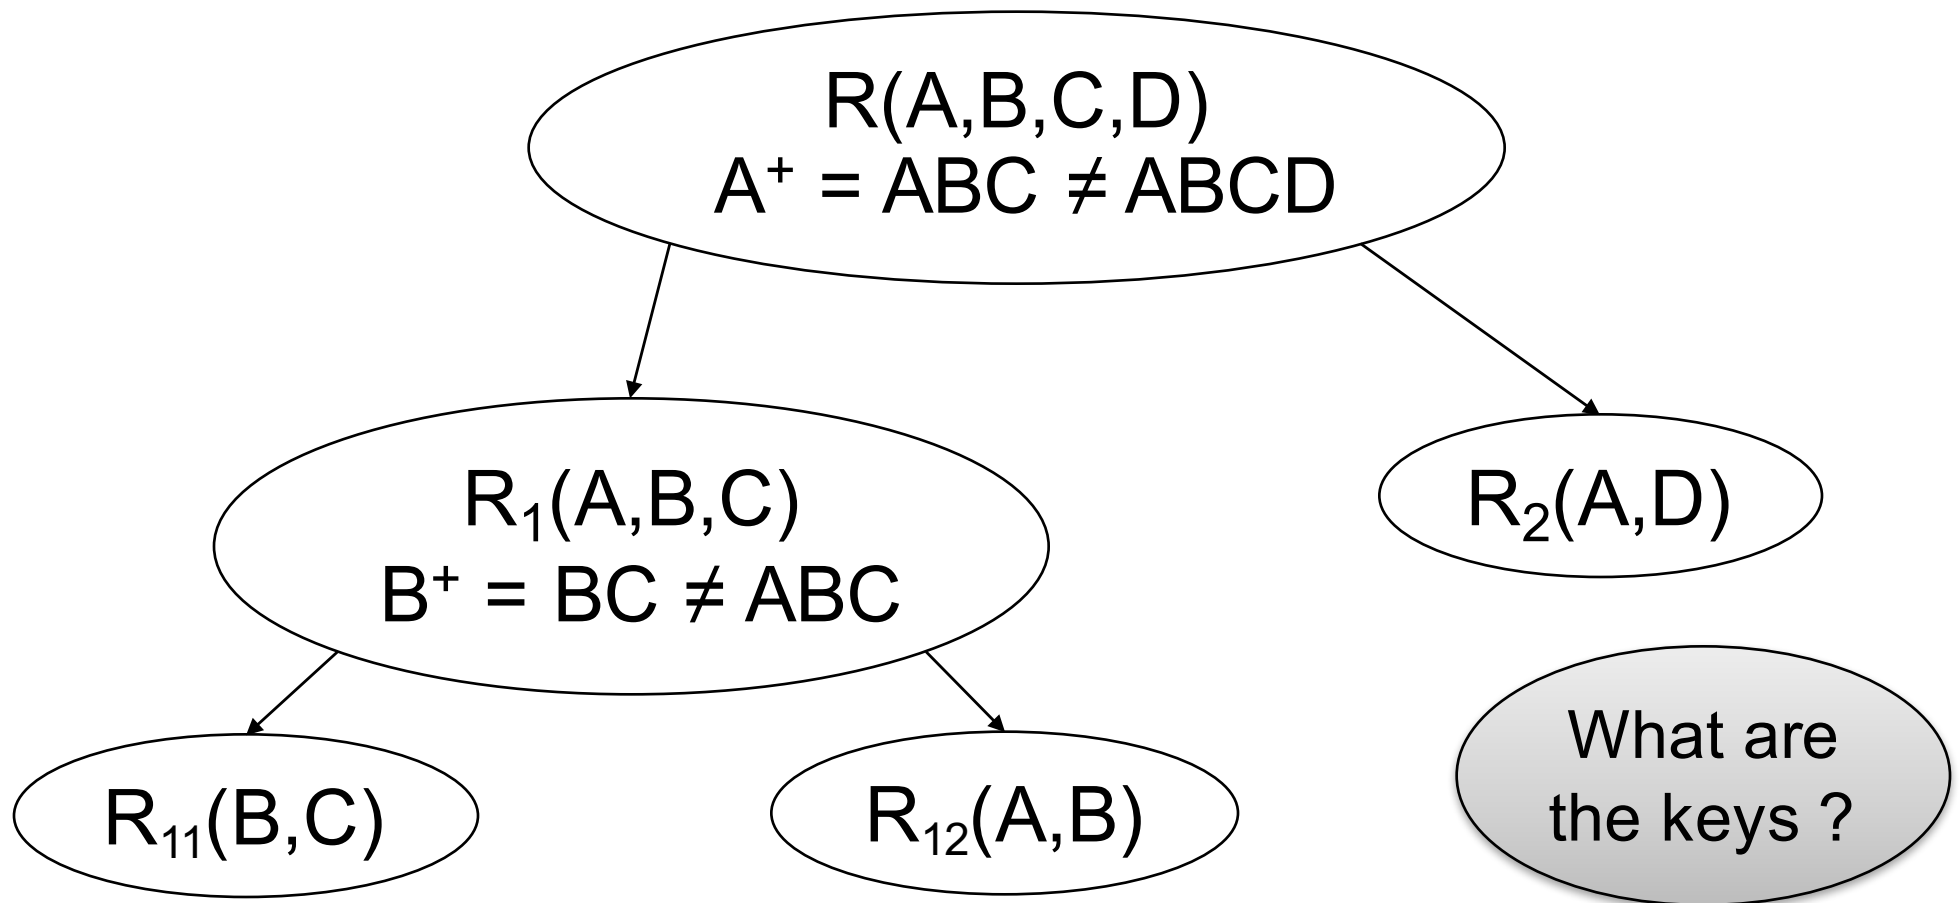 R(A,B,C,D)
A⁺ = ABC ≠ ABCD
R₁(A,B,C)
B⁺ = BC ≠ ABC
R₂(A,D)
R₁₁(B,C)
R₁₂(A,B)
What are
the keys ?